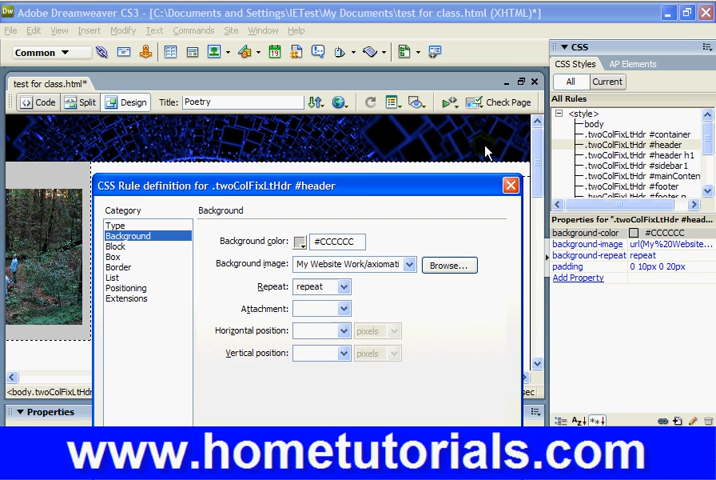 Adobe Dreamweaver CS3 - [C:\Documents and Settings\IETest\My Documents\test for class.html (XHTML)*]
File Edit View Insert Modify Text Commands Site Window Help
Common
CSS
CSS Styles AP Elements
All Current
All Rules
<style>
body
.twoColFixLtHdr #container
.twoColFixLtHdr #header
.twoColFixLtHdr #header h1
.twoColFixLtHdr #sidebar1
.twoColFixLtHdr #mainConten
.twoColFixLtHdr #footer
.twoColFixLtHdr #footer p
Properties for ".twoColFixLtHdr #head...
background-color #CCCCCC
background-image url(My%20Website...
background-repeat repeat
padding 0 10px 0 20px
Add Property
test for class.html*
Code Split Design Title: Poetry Check Page
CSS Rule definition for .twoColFixLtHdr #header
Category Background
Type
Background
Block
Box
Border
List
Positioning
Extensions
Background color: #CCCCCC
Background image: My Website Work/axiomati Browse...
Repeat: repeat
Attachment:
Horizontal position: pixels
Vertical position: pixels
<body.twoColFixLtHdr
sec
Properties
www.hometutorials.com